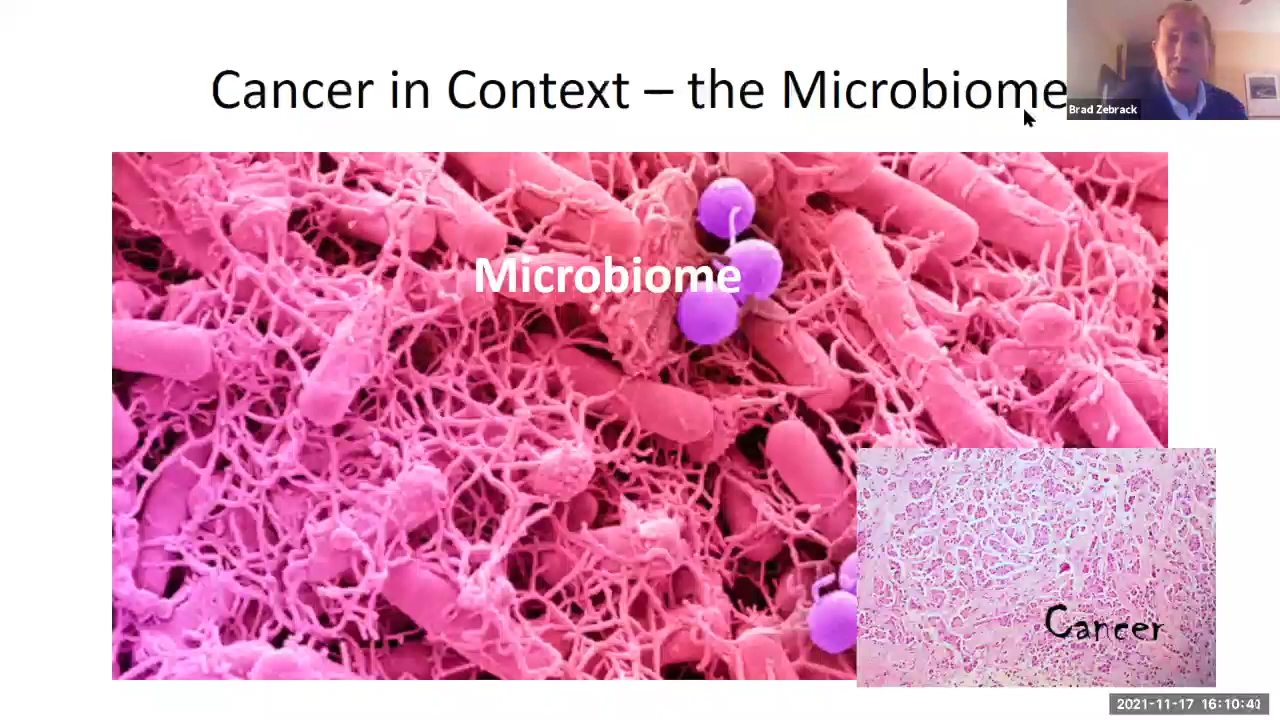 Cancer in Context – the Microbiome
Brad Zebrack
Microbiome
Cancer
2021-11-17 16:10:40